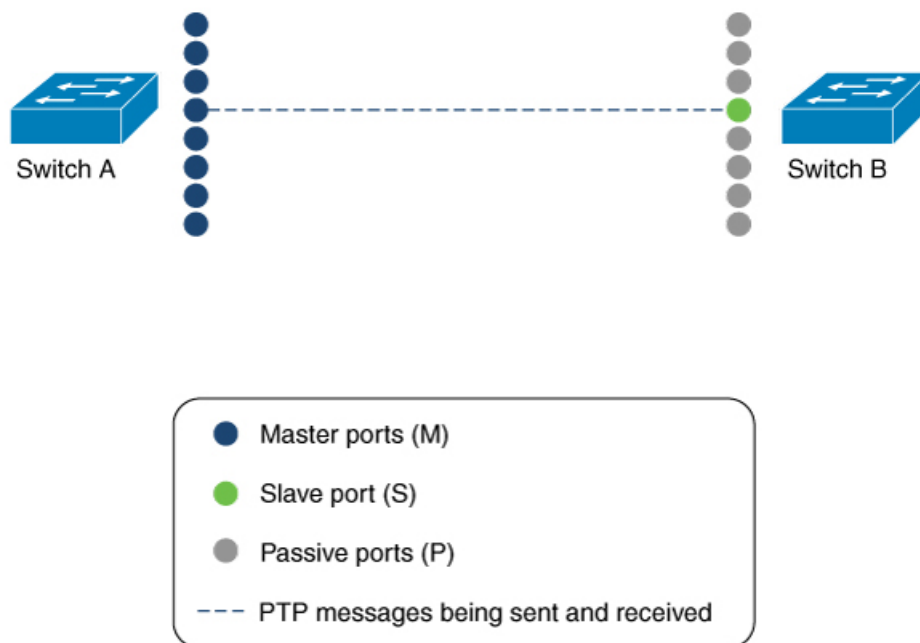 Switch A
Switch B
Master ports (M)
Slave port (S)
Passive ports (P)
PTP messages being sent and received